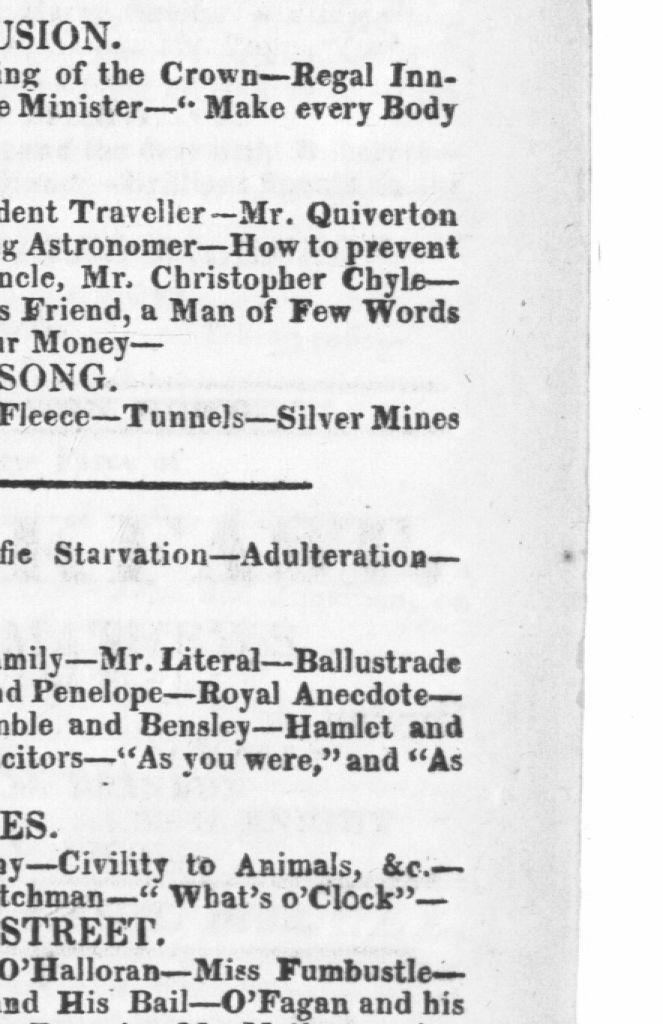 USION.
ing of the Crown—Regal Inn-
e Minister—“ Make every Body
dent Traveller—Mr. Quiverton
g Astronomer—How to prevent
ncle, Mr. Christopher Chyle—
s Friend, a Man of Few Words
ur Money—
SONG.
Fleece—Tunnels—Silver Mines
fie Starvation—Adulteration—
amily—Mr. Literal—Ballustrade
nd Penelope—Royal Anecdote—
mble and Bensley—Hamlet and
citors—“As you were,” and “As
ES.
ny—Civility to Animals, &c.—
tchman—“ What's o'Clock”—
STREET.
O'Halloran—Miss Fumbustle—
and His Bail—O'Fagan and his